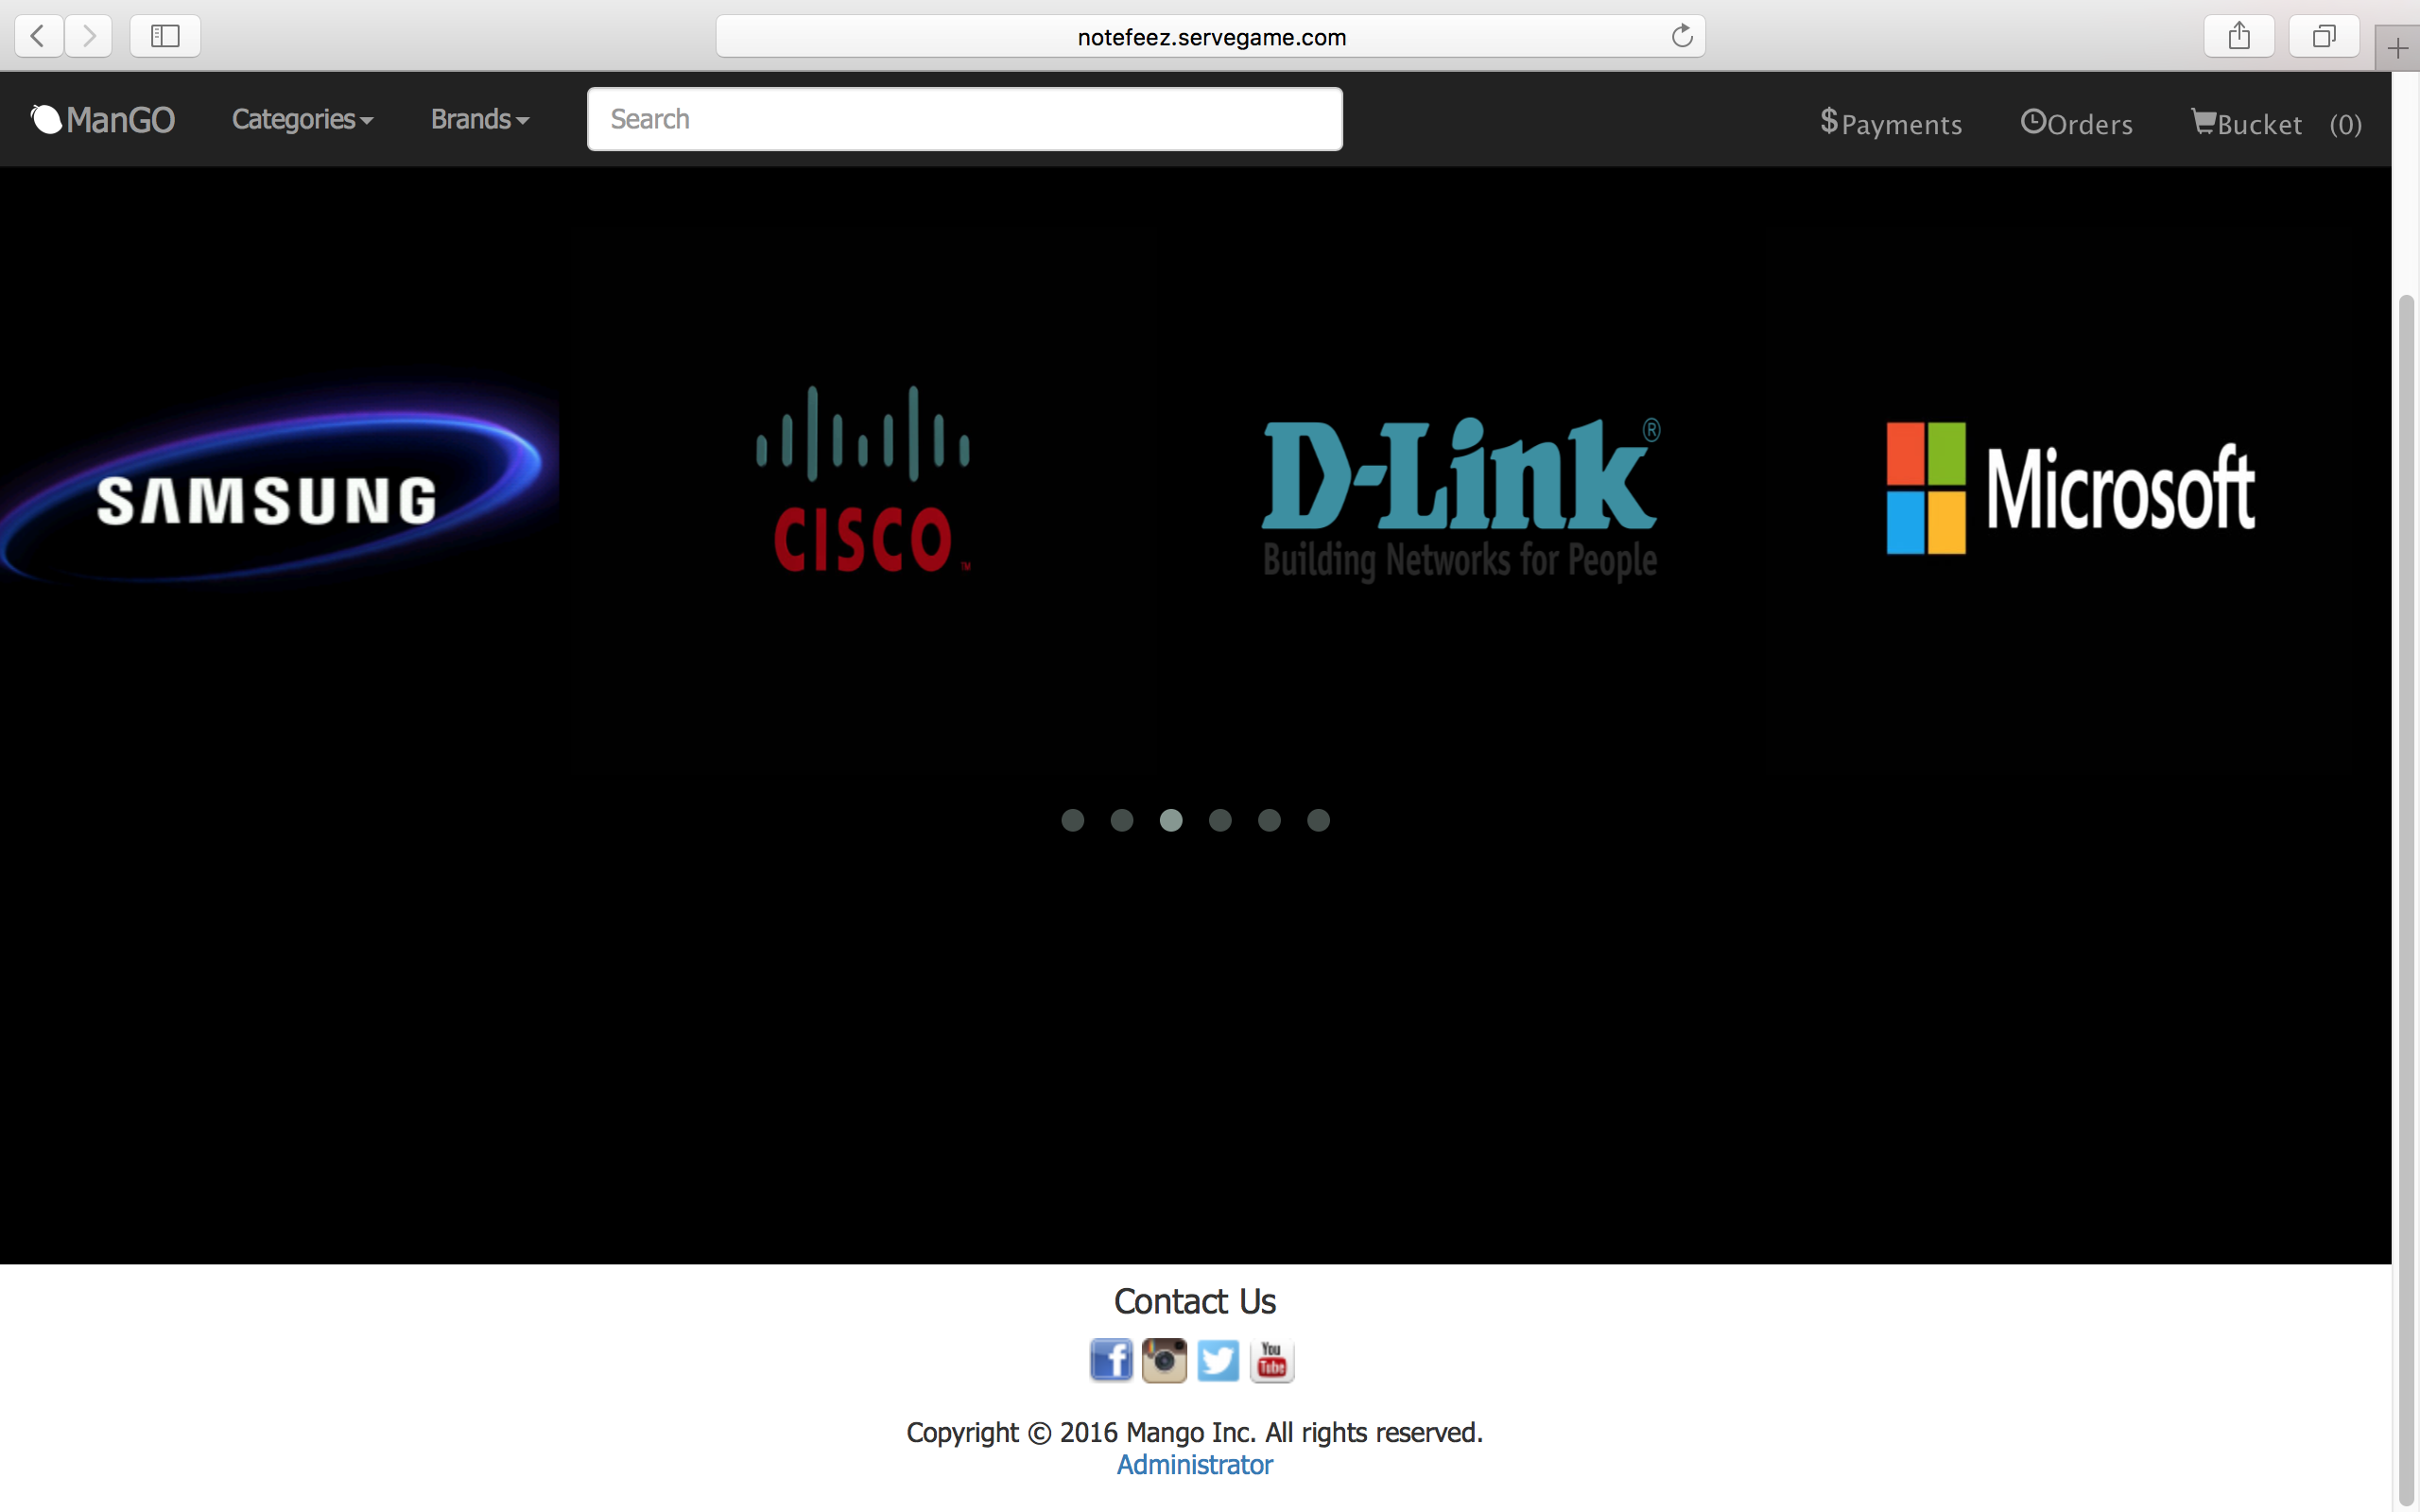 notefeez.servegame.com
ManGO Categories Brands Search $Payments Orders Bucket (0)
SAMSUNG
CISCO™
D-Link®
Building Networks for People
Microsoft
Contact Us
f You Tube
Copyright © 2016 Mango Inc. All rights reserved.
Administrator